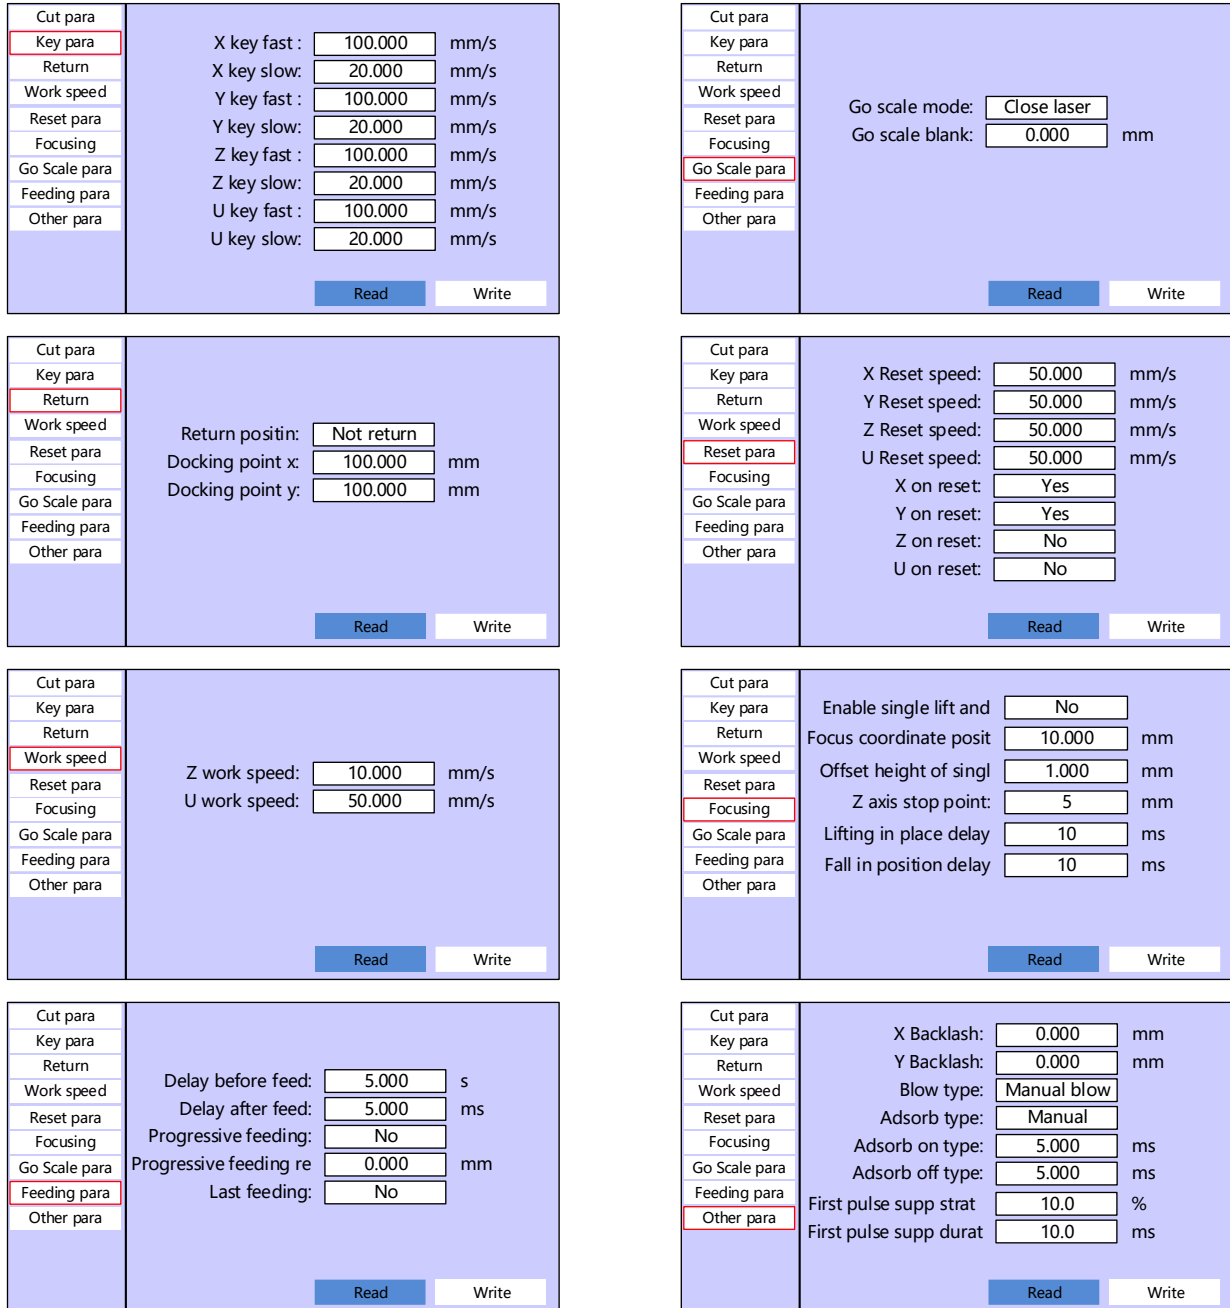 Cut para
Key para
Return
Work speed
Reset para
Focusing
Go Scale para
Feeding para
Other para
X key fast : 100.000 mm/s
X key slow: 20.000 mm/s
Y key fast : 100.000 mm/s
Y key slow: 20.000 mm/s
Z key fast : 100.000 mm/s
Z key slow: 20.000 mm/s
U key fast : 100.000 mm/s
U key slow: 20.000 mm/s
Read Write
Cut para
Key para
Return
Work speed
Reset para
Focusing
Go Scale para
Feeding para
Other para
Go scale mode: Close laser
Go scale blank: 0.000 mm
Read Write
Cut para
Key para
Return
Work speed
Reset para
Focusing
Go Scale para
Feeding para
Other para
Return positin: Not return
Docking point x: 100.000 mm
Docking point y: 100.000 mm
Read Write
Cut para
Key para
Return
Work speed
Reset para
Focusing
Go Scale para
Feeding para
Other para
X Reset speed: 50.000 mm/s
Y Reset speed: 50.000 mm/s
Z Reset speed: 50.000 mm/s
U Reset speed: 50.000 mm/s
X on reset: Yes
Y on reset: Yes
Z on reset: No
U on reset: No
Read Write
Cut para
Key para
Return
Work speed
Reset para
Focusing
Go Scale para
Feeding para
Other para
Z work speed: 10.000 mm/s
U work speed: 50.000 mm/s
Read Write
Cut para
Key para
Return
Work speed
Reset para
Focusing
Go Scale para
Feeding para
Other para
Enable single lift and No
Focus coordinate posit 10.000 mm
Offset height of singl 1.000 mm
Z axis stop point: 5 mm
Lifting in place delay 10 ms
Fall in position delay 10 ms
Read Write
Cut para
Key para
Return
Work speed
Reset para
Focusing
Go Scale para
Feeding para
Other para
Delay before feed: 5.000 s
Delay after feed: 5.000 ms
Progressive feeding: No
Progressive feeding re 0.000 mm
Last feeding: No
Read Write
Cut para
Key para
Return
Work speed
Reset para
Focusing
Go Scale para
Feeding para
Other para
X Backlash: 0.000 mm
Y Backlash: 0.000 mm
Blow type: Manual blow
Adsorb type: Manual
Adsorb on type: 5.000 ms
Adsorb off type: 5.000 ms
First pulse supp strat 10.0 %
First pulse supp durat 10.0 ms
Read Write